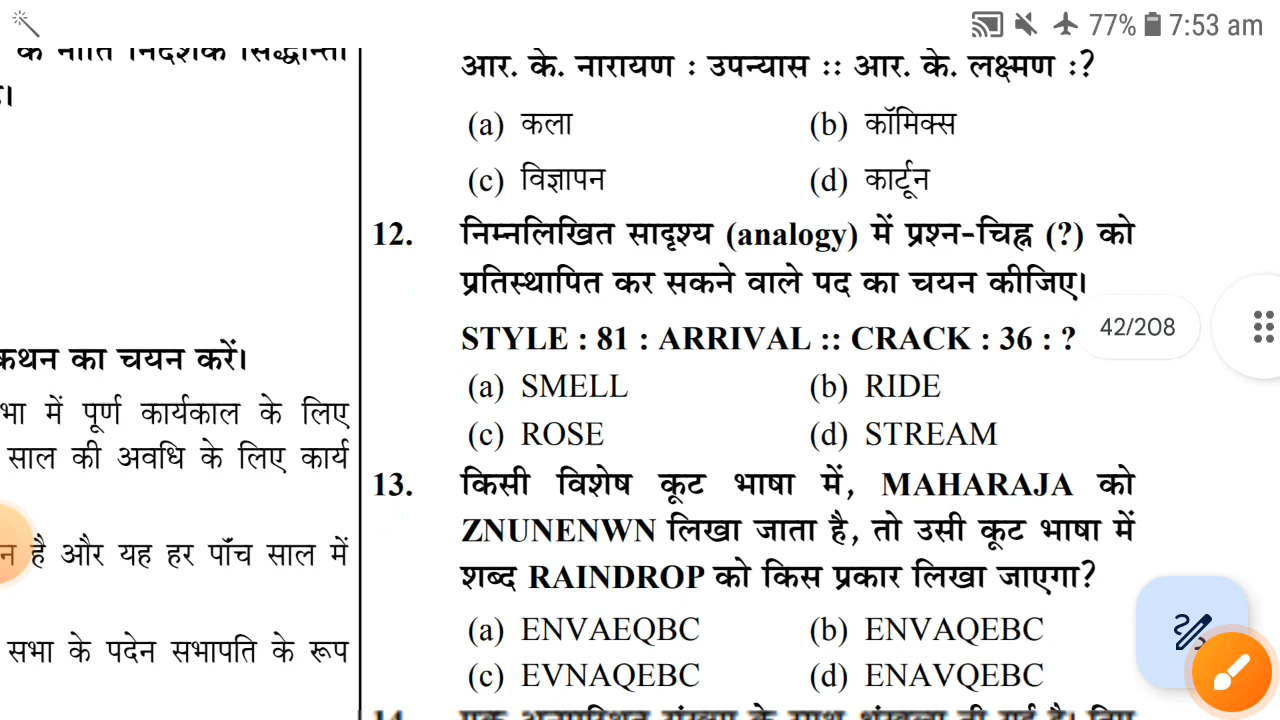 77% 7:53 am
के नीति निदेशक सिद्धान्तों
है।
कथन का चयन करें।
भा में पूर्ण कार्यकाल के लिए
साल की अवधि के लिए कार्य
न है और यह हर पाँच साल में
सभा के पदेन सभापति के रूप
आर. के. नारायण : उपन्यास :: आर. के. लक्ष्मण :?
(a) कला (b) कॉमिक्स
(c) विज्ञापन (d) कार्टून
12. निम्नलिखित सादृश्य (analogy) में प्रश्न-चिह्न (?) को
प्रतिस्थापित कर सकने वाले पद का चयन कीजिए।
STYLE : 81 : ARRIVAL :: CRACK : 36 : ?
(a) SMELL (b) RIDE
(c) ROSE (d) STREAM
13. किसी विशेष कूट भाषा में, MAHARAJA को
ZNUNENWN लिखा जाता है, तो उसी कूट भाषा में
शब्द RAINDROP को किस प्रकार लिखा जाएगा?
(a) ENVAEQBC (b) ENVAQEBC
(c) EVNAQEBC (d) ENAVQEBC
14.
42/208